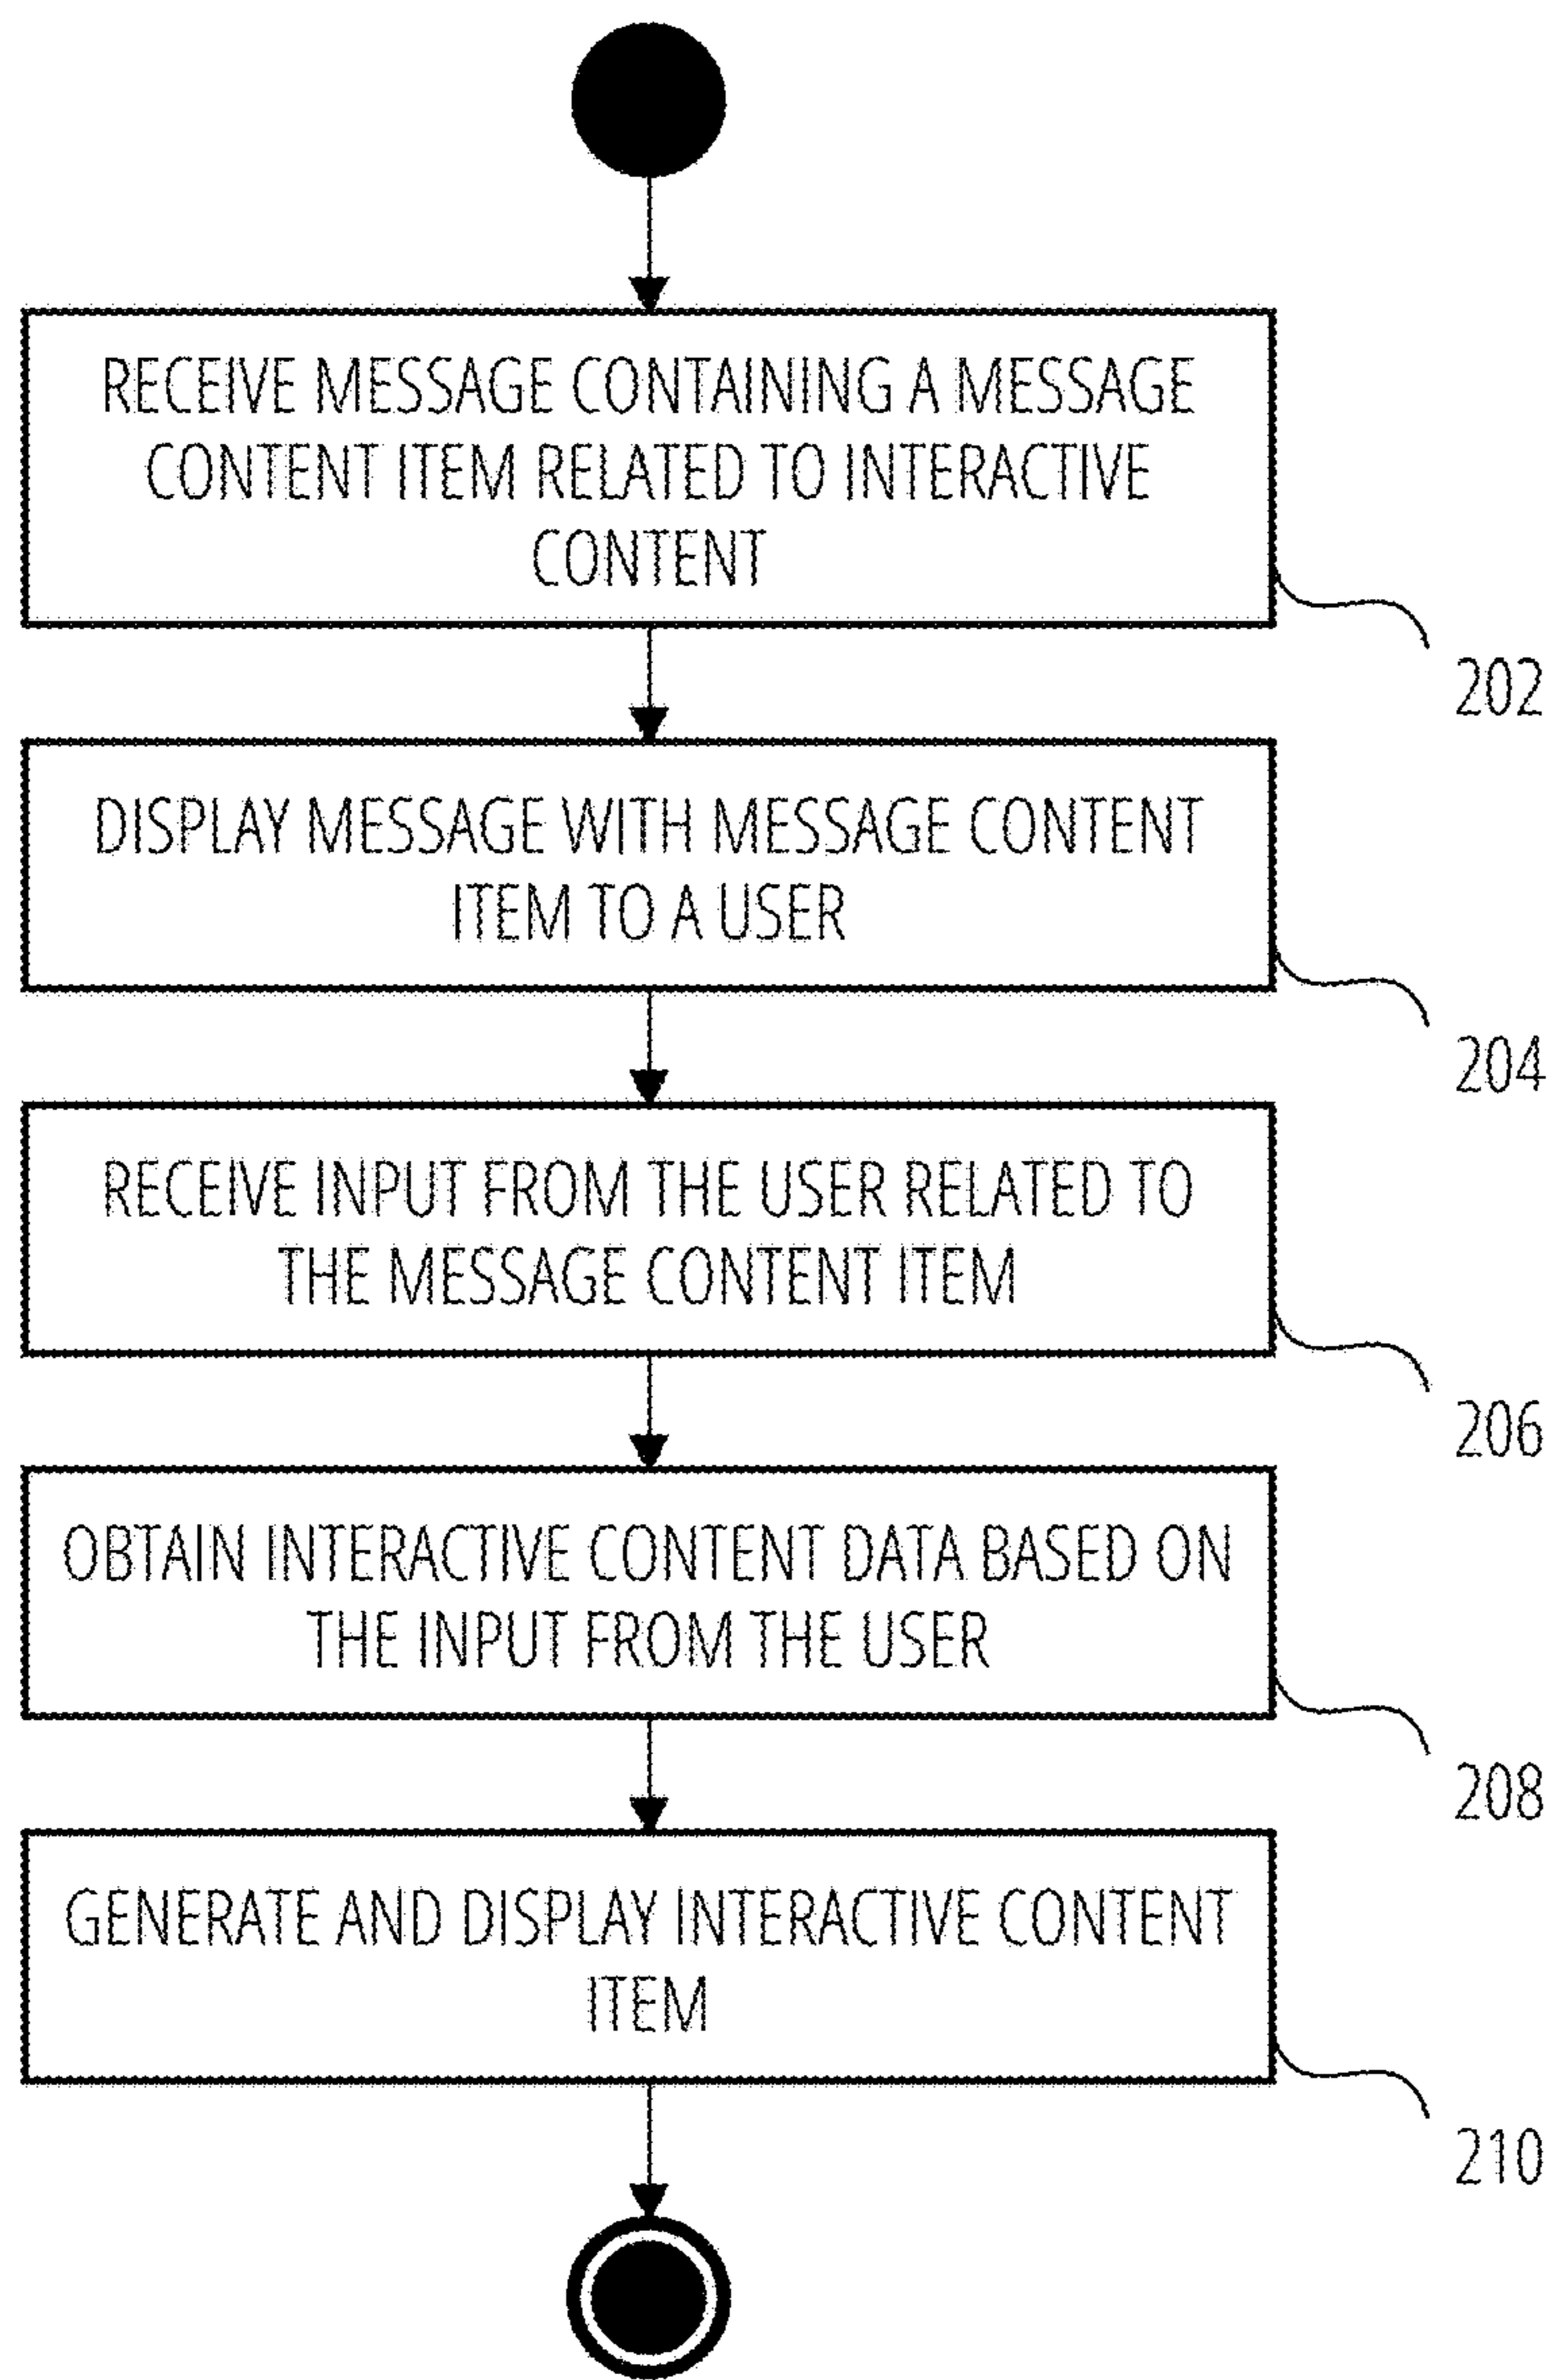 RECEIVE MESSAGE CONTAINING A MESSAGE
CONTENT ITEM RELATED TO INTERACTIVE
CONTENT
202
DISPLAY MESSAGE WITH MESSAGE CONTENT
ITEM TO A USER
204
RECEIVE INPUT FROM THE USER RELATED TO
THE MESSAGE CONTENT ITEM
206
OBTAIN INTERACTIVE CONTENT DATA BASED ON
THE INPUT FROM THE USER
208
GENERATE AND DISPLAY INTERACTIVE CONTENT
ITEM
210